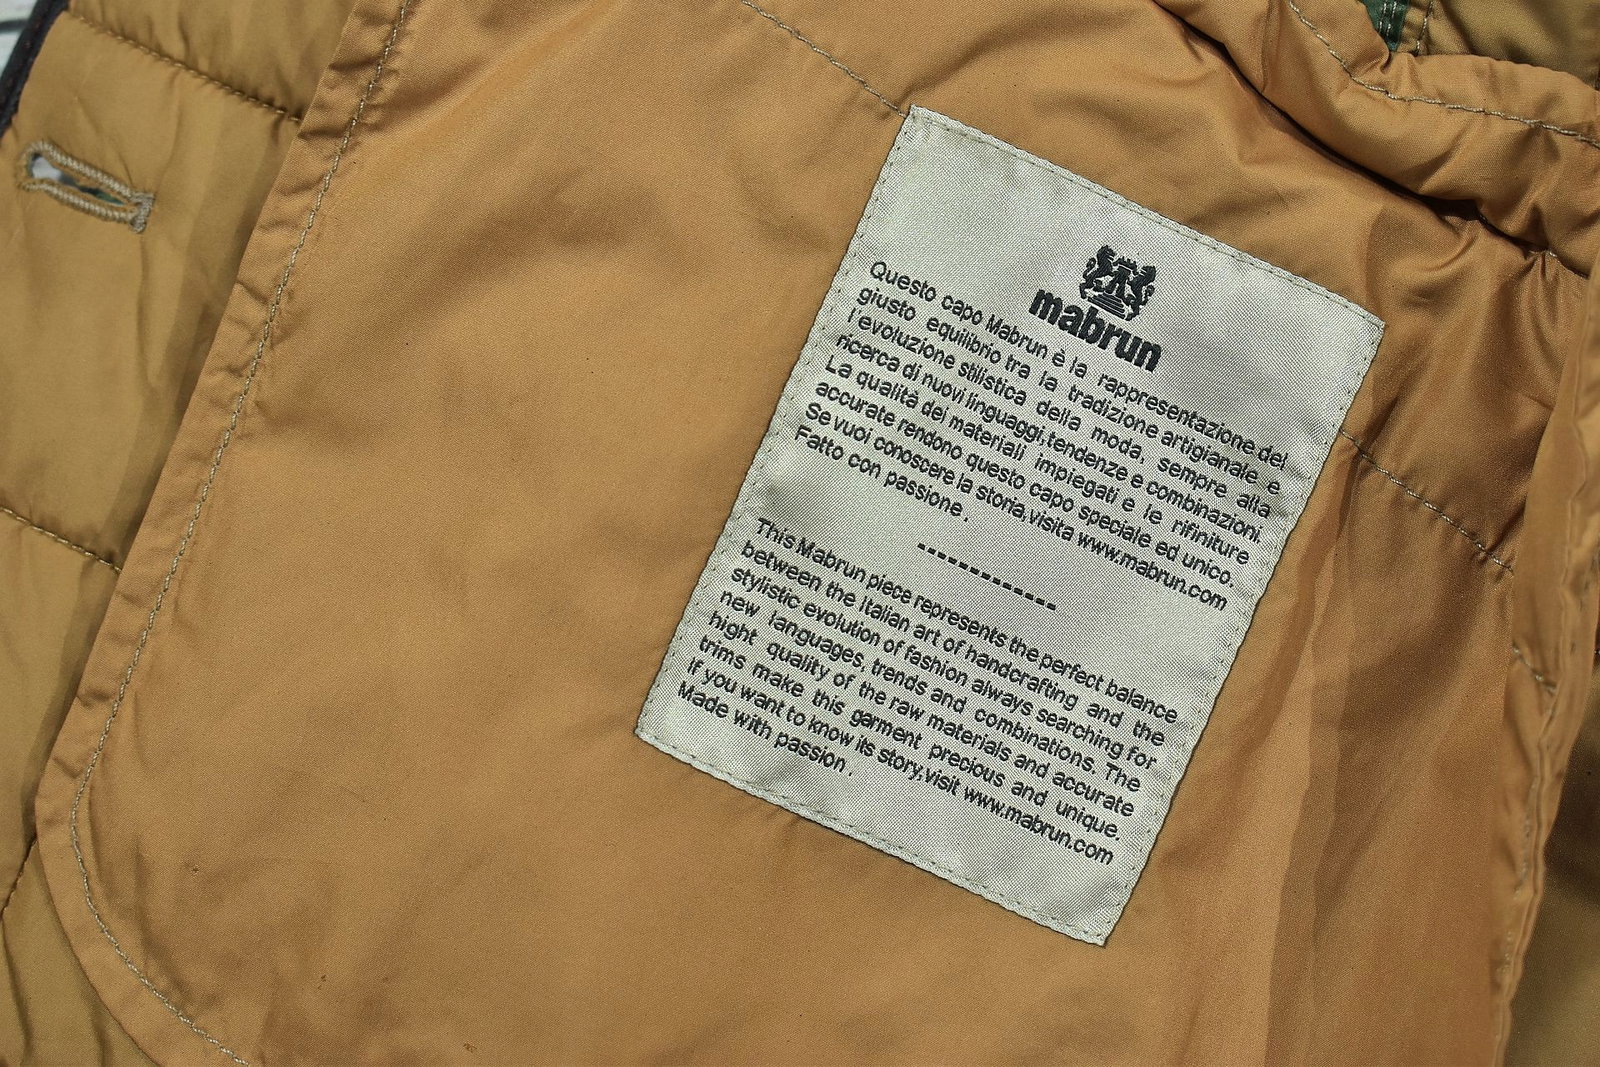 mabrun
Questo capo Mabrun è la rappresentazione del
giusto equilibrio tra la tradizione artigianale e
l'evoluzione stilistica della moda, sempre alla
ricerca di nuovi linguaggi, tendenze e combinazioni.
La qualità dei materiali impiegati e le rifiniture
accurate rendono questo capo speciale ed unico.
Se vuoi conoscere la storia, visita www.mabrun.com
Fatto con passione.
-----------
This Mabrun piece represents the perfect balance
between the italian art of handcrafting and the
stylistic evolution of fashion always searching for
new languages, trends and combinations. The
hight quality of the raw materials and accurate
trims make this garment precious and unique.
if you want to know its story, visit www.mabrun.com
Made with passion.